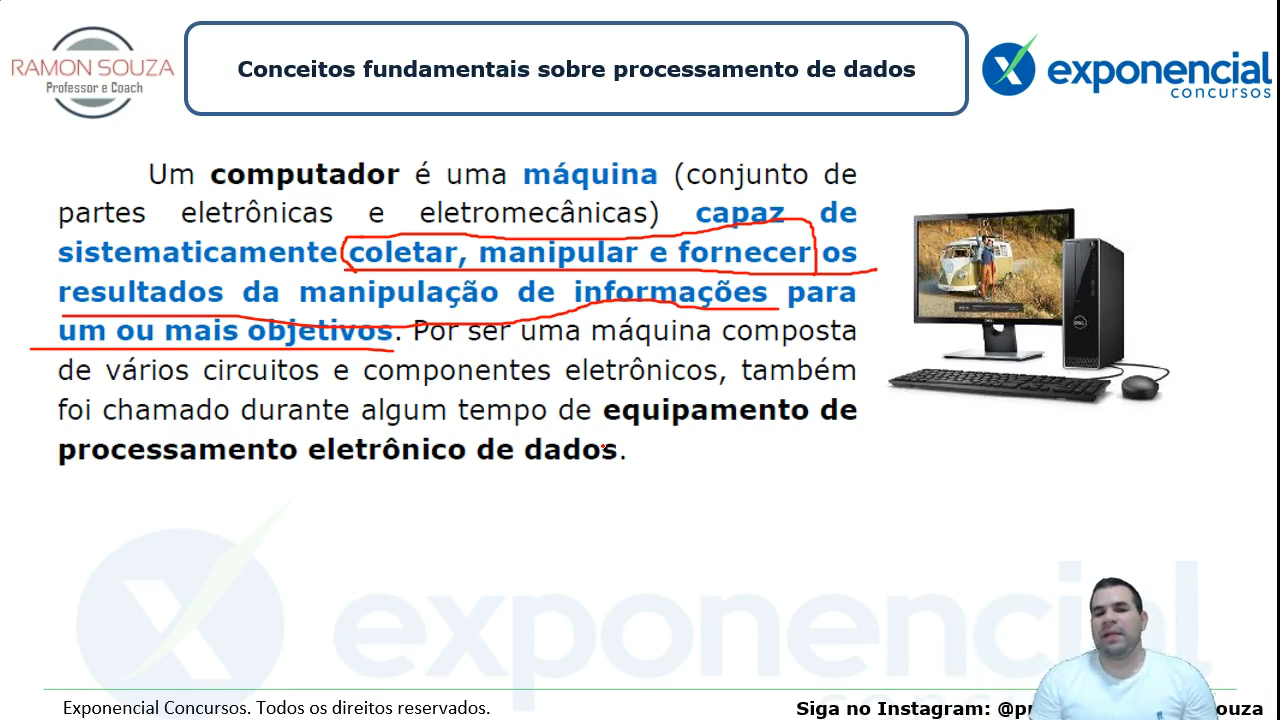 RAMON SOUZA
Professor e Coach
Conceitos fundamentais sobre processamento de dados
exponencial
concursos
Um computador é uma máquina (conjunto de
partes eletrônicas e eletromecânicas) capaz de
sistematicamente coletar, manipular e fornecer os
resultados da manipulação de informações para
um ou mais objetivos. Por ser uma máquina composta
de vários circuitos e componentes eletrônicos, também
foi chamado durante algum tempo de equipamento de
processamento eletrônico de dados.
DELL
exponencial
Exponencial Concursos. Todos os direitos reservados.
Siga no Instagram: